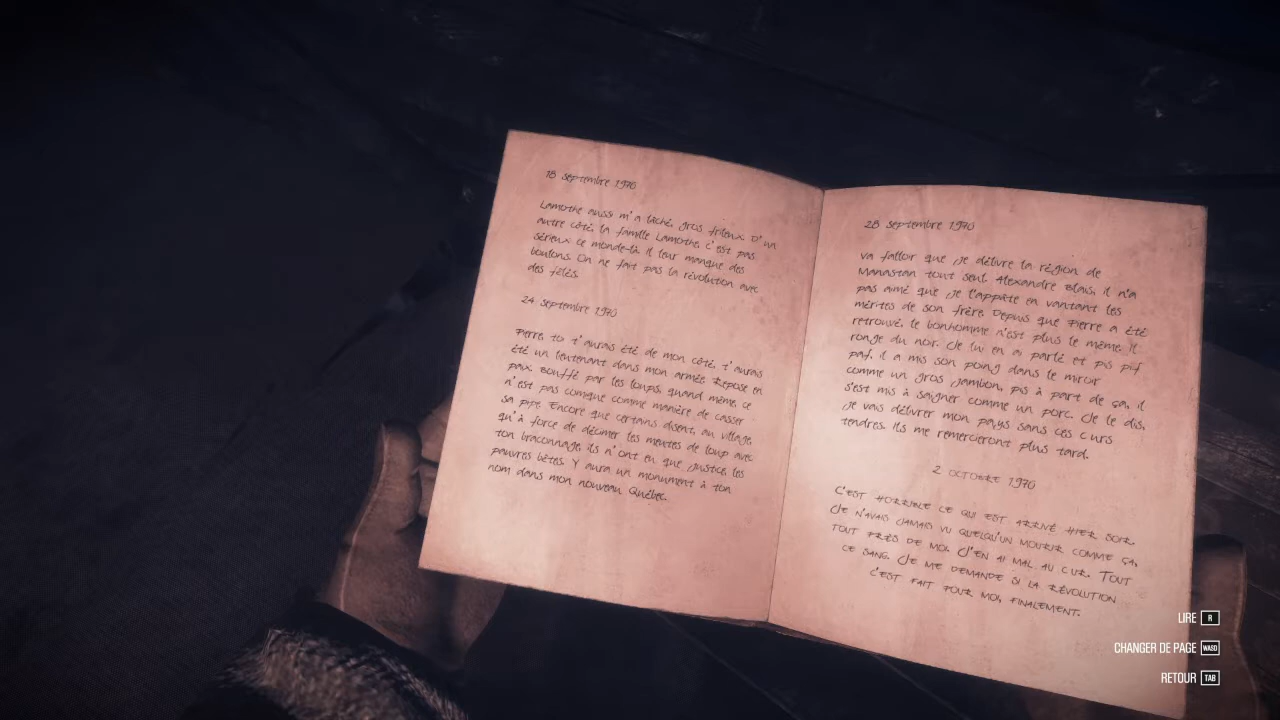 18 septembre 1970
Lamothe aussi m'a lâché, gros frileux. D'un
autre côté, la famille Lamothe, c'est pas
sérieux ce monde-là. Il leur manque des
boulons. On ne fait pas la révolution avec
des fêlés.
24 septembre 1970
Pierre, toi t'aurais été de mon côté, t'aurais
été un lieutenant dans mon armée. Repose en
paix. Bouffé par les loups, quand même, ce
n'est pas comique comme manière de casser
sa pipe. Encore que certains disent, au village,
qu'à force de décimer les meutes de loup avec
ton braconnage, ils n'ont eu que justice, les
pauvres bêtes. Y aura un monument à ton
nom dans mon nouveau Québec.
28 septembre 1970
Va falloir que je délivre la région de
Manastan tout seul. Alexandre Blais, il n'a
pas aimé que je l'appâte en vantant les
mérites de son frère. Depuis que Pierre a été
retrouvé, le bonhomme n'est plus le même. Il
ronge du noir. Je lui en ai parlé et pis pif
paf, il a mis son poing dans le miroir
comme un gros jambon, pis à part de ça, il
s'est mis à saigner comme un porc. Je le dis,
je vais délivrer mon pays sans ces c urs
tendres. Ils me remercieront plus tard.
2 OCTOBRE 1970
C'EST HORRIBLE CE QUI EST ARRIVÉ HIER SOIR.
JE N'AVAIS JAMAIS VU QUELQU'UN MOURIR COMME ÇA,
TOUT PRÈS DE MOI. J'EN AI MAL AU C UR. TOUT
CE SANG. JE ME DEMANDE SI LA RÉVOLUTION
C'EST FAIT POUR MOI, FINALEMENT.
LIRE R
CHANGER DE PAGE WASD
RETOUR TAB